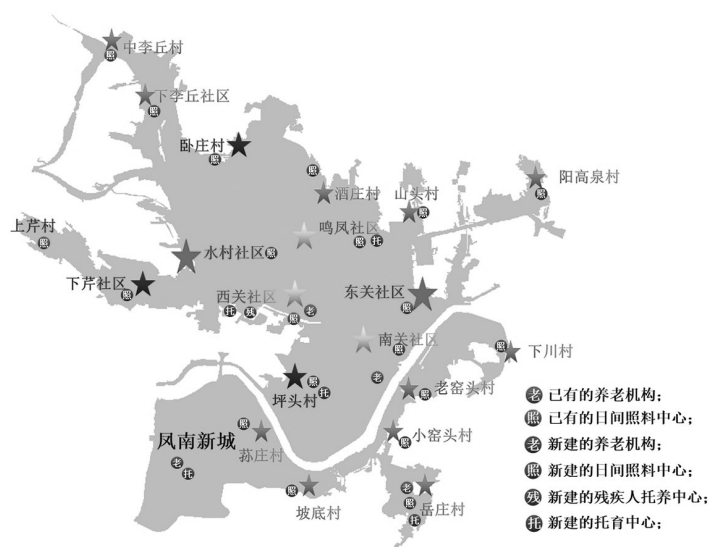 中李丘村
照
下李丘社区
照
卧庄村
照
照
酒庄村
山头村
照
阳高泉村
照
上芹村
照
水村社区
照
鸣凤社区
照
托
下芹社区
照
西关社区
托
残
照
老
东关社区
照
南关社区
照
照
下川村
坪头村
照
托
老
老窑头村
照
照
荪庄村
小窑头村
照
凤南新城
老
托
照
坡底村
老
照
托
岳庄村
老 已有的养老机构;
照 已有的日间照料中心;
老 新建的养老机构;
照 新建的日间照料中心;
残 新建的残疾人托养中心;
托 新建的托育中心;